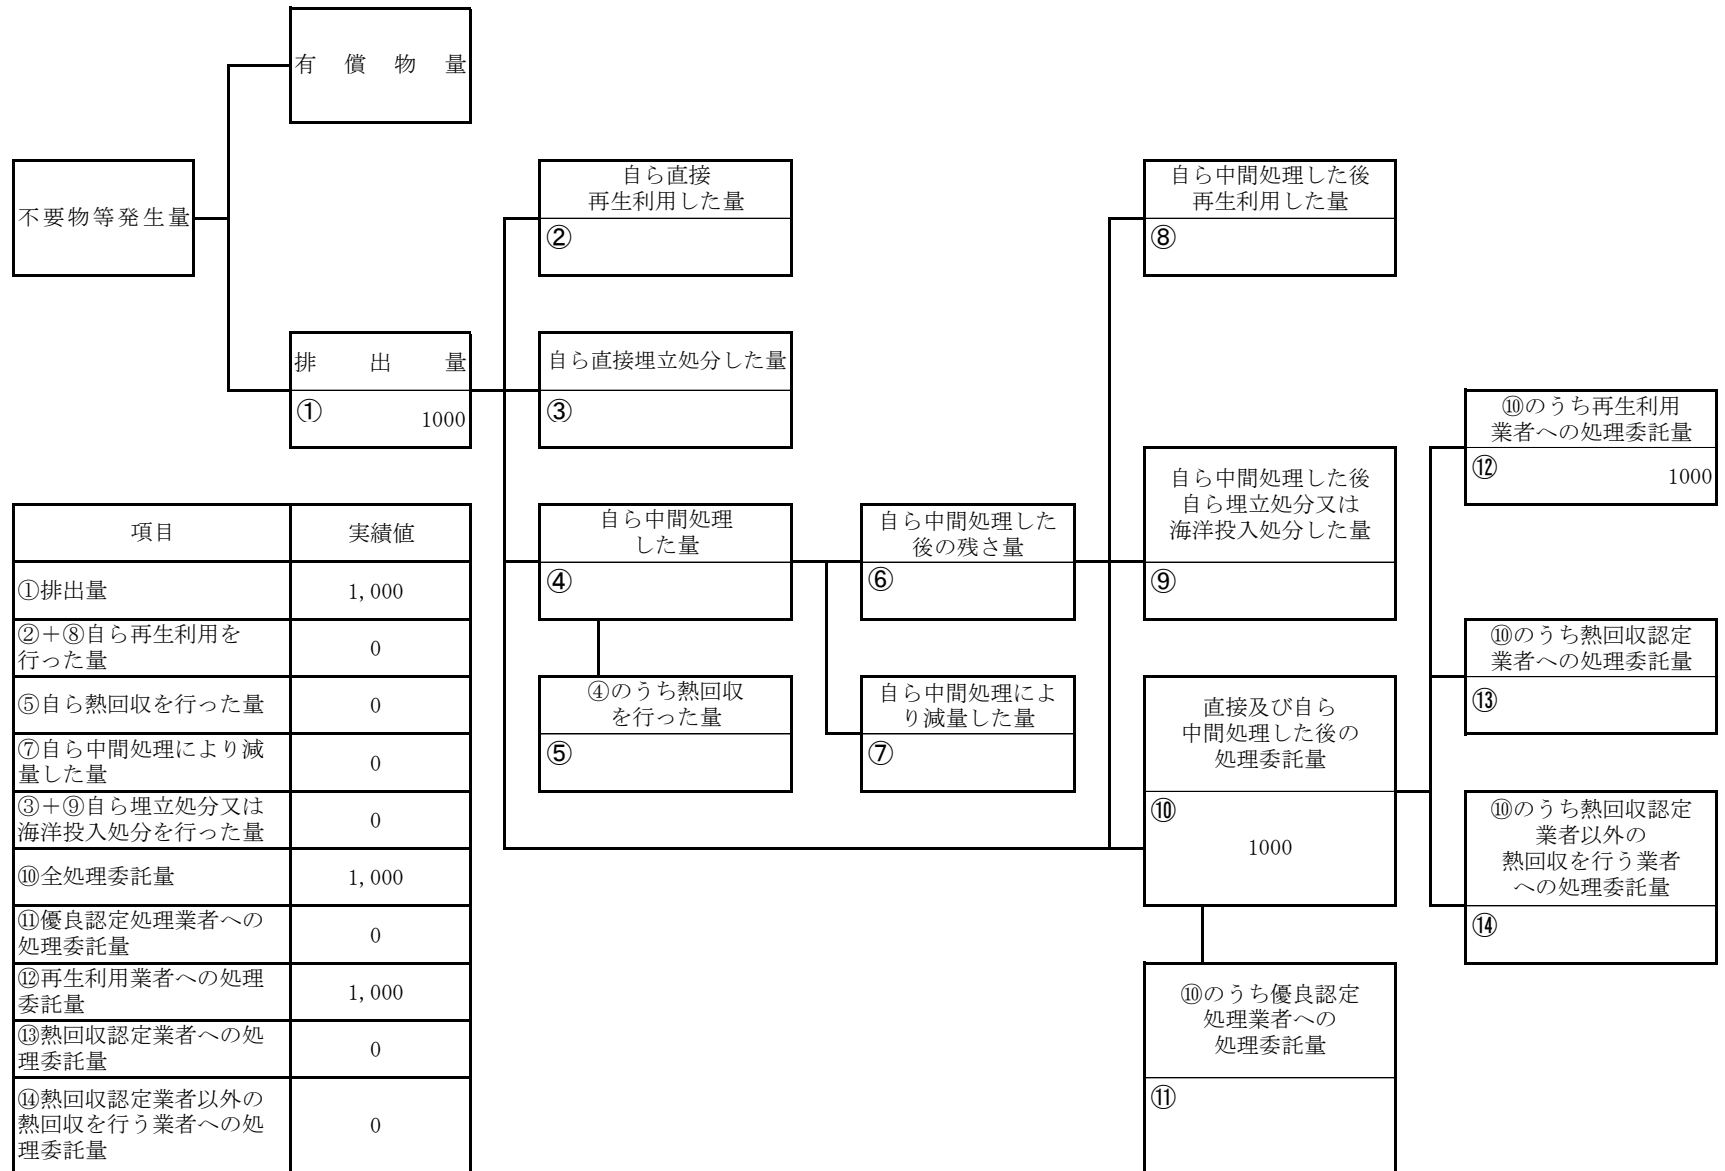 有償物量
不要物等発生量
排出量
①
1000
自ら直接
再生利用した量
②
自ら直接埋立処分した量
③
自ら中間処理
した量
④
④のうち熱回収
を行った量
⑤
自ら中間処理した
後の残さ量
⑥
自ら中間処理によ
り減量した量
⑦
自ら中間処理した後
再生利用した量
⑧
自ら中間処理した後
自ら埋立処分又は
海洋投入処分した量
⑨
直接及び自ら
中間処理した後の
処理委託量
⑩
1000
⑩のうち優良認定
処理業者への
処理委託量
⑪
⑩のうち再生利用
業者への処理委託量
⑫
1000
⑩のうち熱回収認定
業者への処理委託量
⑬
⑩のうち熱回収認定
業者以外の
熱回収を行う業者
への処理委託量
⑭
項目 実績値
①排出量 1,000
②＋⑧自ら再生利用を
行った量 0
⑤自ら熱回収を行った量 0
⑦自ら中間処理により減
量した量 0
③＋⑨自ら埋立処分又は
海洋投入処分を行った量 0
⑩全処理委託量 1,000
⑪優良認定処理業者への
処理委託量 0
⑫再生利用業者への処理
委託量 1,000
⑬熱回収認定業者への処
理委託量 0
⑭熱回収認定業者以外の
熱回収を行う業者への処
理委託量 0